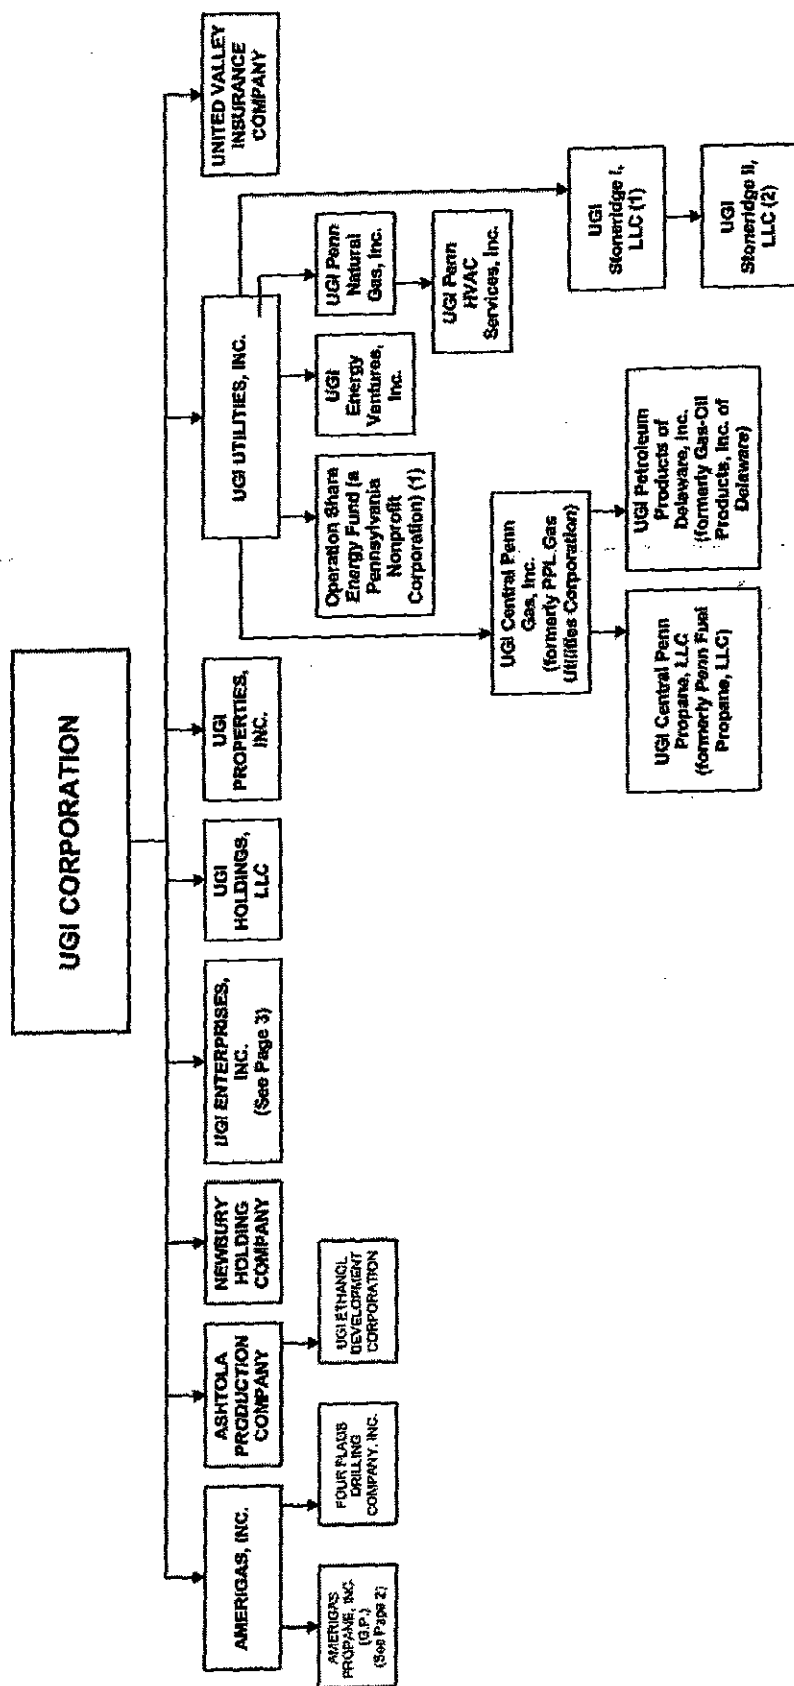 UGI CORPORATION
AMERIGAS, INC.
ASHTOLA
PRODUCTION
COMPANY
NEWBURY
HOLDING
COMPANY
UGI ENTERPRISES,
INC.
(See Page 3)
UGI
HOLDINGS,
LLC
UGI
PROPERTIES,
INC.
UGI UTILITIES, INC.
UNITED VALLEY
INSURANCE
COMPANY
AMERIGAS
PROPANE, INC.
(G.P.)
(See Page 2)
FOUR FLAGS
DRILLING
COMPANY, INC.
UGI ETHANOL
DEVELOPMENT
CORPORATION
Operation Share
Energy Fund (a
Pennsylvania
Nonprofit
Corporation) (1)
UGI
Energy
Ventures,
Inc.
UGI Penn
Natural
Gas, Inc.
UGI Penn
HVAC
Services, Inc.
UGI Central Penn
Gas, Inc.
(formerly PPL Gas
Utilities Corporation)
UGI
Stoneridge I,
LLC (1)
UGI Central Penn
Propane, LLC
(formerly Penn Fuel
Propane, LLC)
UGI Petroleum
Products of
Delaware, Inc.
(formerly Gas-Oil
Products, Inc. of
Delaware)
UGI
Stoneridge II,
LLC (2)